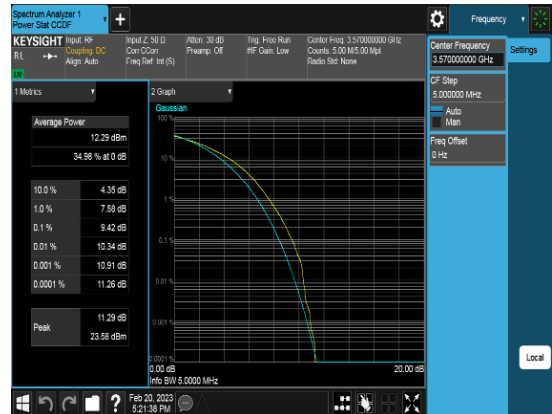 Spectrum Analyzer 1
Power Stat CCDF
Frequency
KEYSIGHT
RL
Input: RF
Coupling: DC
Align: Auto
Input Z: 50 Ω
Corr CCorr
Freq Ref: Int (S)
Atten: 30 dB
Preamp: Off
Trig: Free Run
#IF Gain: Low
Center Freq: 3.570000000 GHz
Counts: 5.00 M/5.00 Mpt
Radio Std: None
Center Frequency
3.570000000 GHz
Settings
CF Step
5.000000 MHz
Auto
Man
Freq Offset
0 Hz
1 Metrics
Average Power
12.29 dBm
34.98 % at 0 dB
10.0 % 4.35 dB
1.0 % 7.58 dB
0.1 % 9.42 dB
0.01 % 10.34 dB
0.001 % 10.91 dB
0.0001 % 11.26 dB
Peak
11.29 dB
23.58 dBm
2 Graph
Gaussian
100 %
10 %
1 %
0.1 %
0.01 %
0.001 %
0.0001 %
0.00 dB
20.00 dB
Info BW 5.0000 MHz
Local
Feb 20, 2023
5:21:38 PM